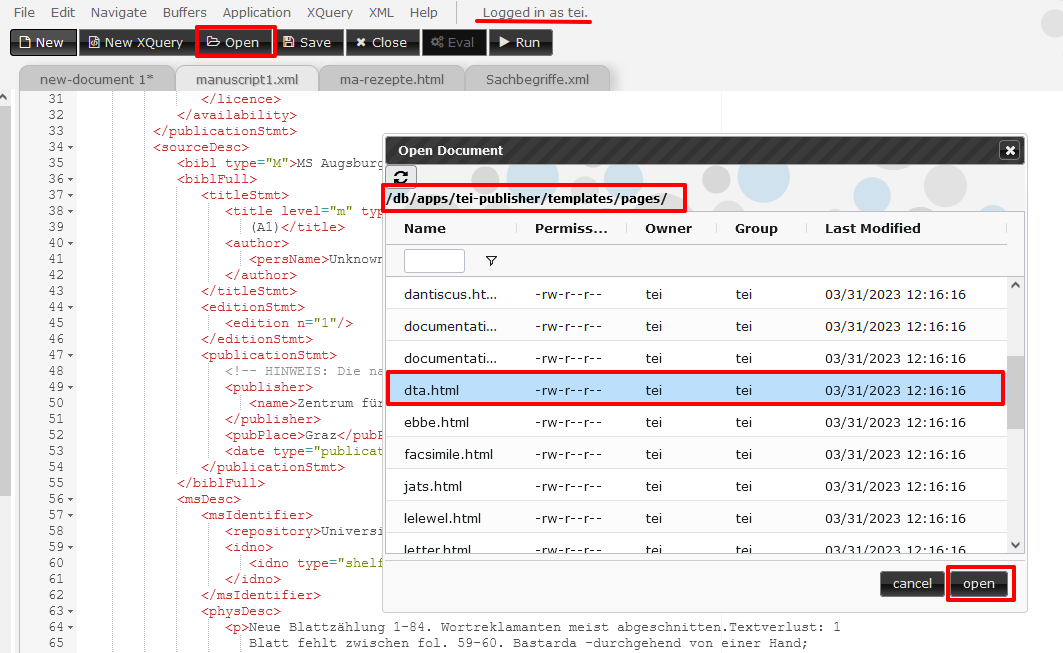 File Edit Navigate Buffers Application XQuery XML Help Logged in as tei.
New New XQuery Open Save Close Eval Run
new-document 1* manuscript1.xml ma-rezepte.html Sachbegriffe.xml
31 </licence>
32 </availability>
33 </publicationStmt>
34 <sourceDesc>
35 <bibl type="M">MS Augsburg
36 <biblFull>
37 <titleStmt>
38 <title level="m" typ
39 (A1)</title>
40 <author>
41 <persName>Unknown
42 </author>
43 </titleStmt>
44 <editionStmt>
45 <edition n="1"/>
46 </editionStmt>
47 <publicationStmt>
48 <!-- HINWEIS: Die na
49 <publisher>
50 <name>Zentrum für
51 </publisher>
52 <pubPlace>Graz</pubP
53 <date type="publicat
54 </publicationStmt>
55 </biblFull>
56 <msDesc>
57 <msIdentifier>
58 <repository>Universi
59 <idno>
60 <idno type="shelf
61 </idno>
62 </msIdentifier>
63 <physDesc>
64 <p>Neue Blattzählung 1-84. Wortreklamanten meist abgeschnitten.Textverlust: 1
65 Blatt fehlt zwischen fol. 59-60. Bastarda -durchgehend von einer Hand;
Open Document
/db/apps/tei-publisher/templates/pages/
Name Permiss... Owner Group Last Modified
dantiscus.ht... -rw-r--r-- tei tei 03/31/2023 12:16:16
documentati... -rw-r--r-- tei tei 03/31/2023 12:16:16
documentati... -rw-r--r-- tei tei 03/31/2023 12:16:16
dta.html -rw-r--r-- tei tei 03/31/2023 12:16:16
ebbe.html -rw-r--r-- tei tei 03/31/2023 12:16:16
facsimile.html -rw-r--r-- tei tei 03/31/2023 12:16:16
jats.html -rw-r--r-- tei tei 03/31/2023 12:16:16
lelewel.html -rw-r--r-- tei tei 03/31/2023 12:16:16
letter.html -rw-r--r-- tei tei 03/31/2023 12:16:16
cancel open